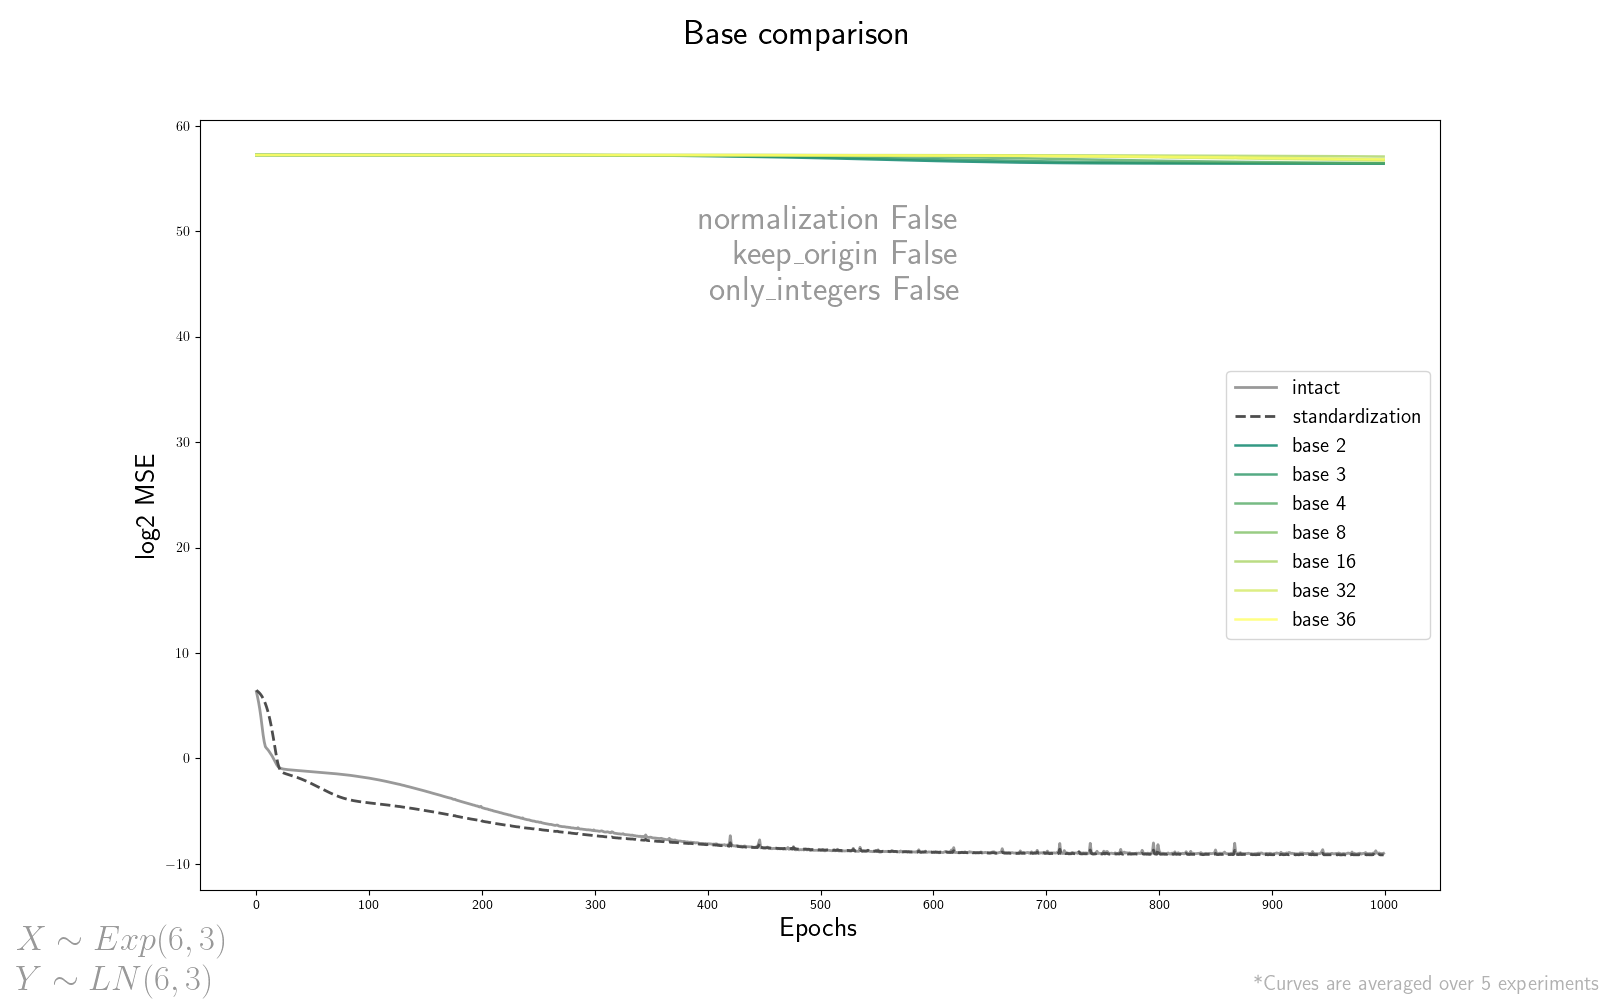 Base comparison
60
50
40
30
20
10
0
−10
log2 MSE
normalization False
keep_origin False
only_integers False
intact
standardization
base 2
base 3
base 4
base 8
base 16
base 32
base 36
0 100 200 300 400 500 600 700 800 900 1000
Epochs
X ∼ Exp(6, 3)
Y ∼ LN(6, 3)
*Curves are averaged over 5 experiments